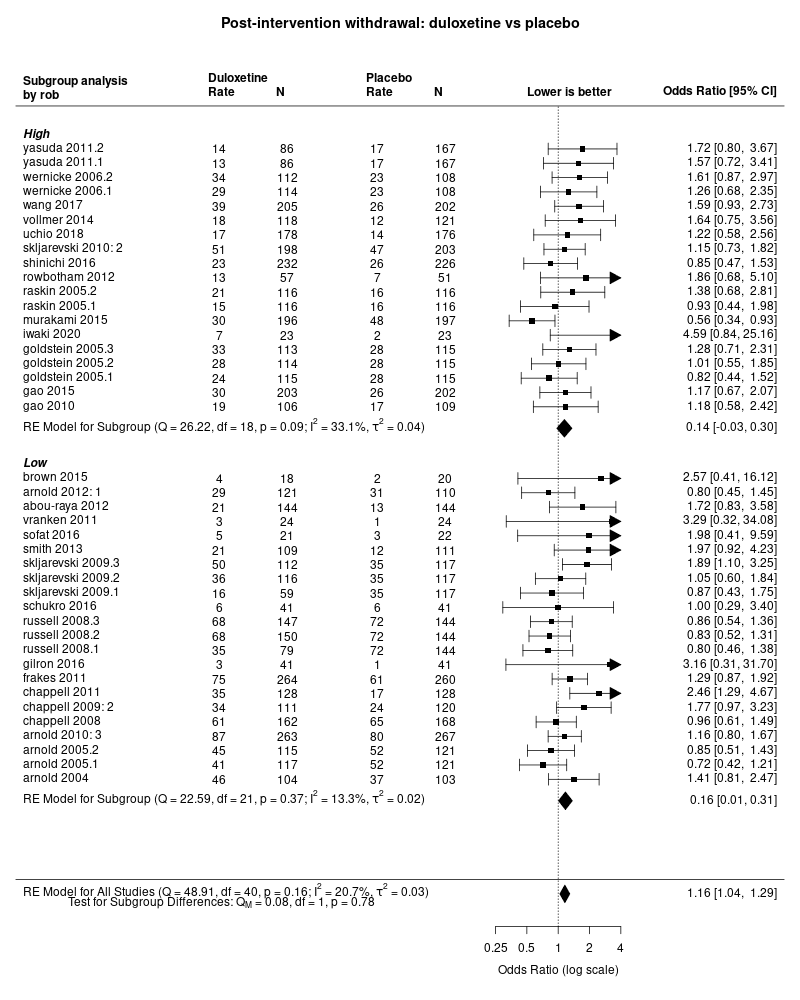 Post-intervention withdrawal: duloxetine vs placebo
Subgroup analysis by rob Duloxetine Rate N Placebo Rate N Lower is better Odds Ratio [95% CI]
High
yasuda 2011.2 14 86 17 167 1.72 [0.80, 3.67]
yasuda 2011.1 13 86 17 167 1.57 [0.72, 3.41]
wernicke 2006.2 34 112 23 108 1.61 [0.87, 2.97]
wernicke 2006.1 29 114 23 108 1.26 [0.68, 2.35]
wang 2017 39 205 26 202 1.59 [0.93, 2.73]
vollmer 2014 18 118 12 121 1.64 [0.75, 3.56]
uchio 2018 17 178 14 176 1.22 [0.58, 2.56]
skljarevski 2010: 2 51 198 47 203 1.15 [0.73, 1.82]
shinichi 2016 23 232 26 226 0.85 [0.47, 1.53]
rowbotham 2012 13 57 7 51 1.86 [0.68, 5.10]
raskin 2005.2 21 116 16 116 1.38 [0.68, 2.81]
raskin 2005.1 15 116 16 116 0.93 [0.44, 1.98]
murakami 2015 30 196 48 197 0.56 [0.34, 0.93]
iwaki 2020 7 23 2 23 4.59 [0.84, 25.16]
goldstein 2005.3 33 113 28 115 1.28 [0.71, 2.31]
goldstein 2005.2 28 114 28 115 1.01 [0.55, 1.85]
goldstein 2005.1 24 115 28 115 0.82 [0.44, 1.52]
gao 2015 30 203 26 202 1.17 [0.67, 2.07]
gao 2010 19 106 17 109 1.18 [0.58, 2.42]
RE Model for Subgroup (Q = 26.22, df = 18, p = 0.09; I² = 33.1%, τ² = 0.04) 0.14 [-0.03, 0.30]
Low
brown 2015 4 18 2 20 2.57 [0.41, 16.12]
arnold 2012: 1 29 121 31 110 0.80 [0.45, 1.45]
abou-raya 2012 21 144 13 144 1.72 [0.83, 3.58]
vranken 2011 3 24 1 24 3.29 [0.32, 34.08]
sofat 2016 5 21 3 22 1.98 [0.41, 9.59]
smith 2013 21 109 12 111 1.97 [0.92, 4.23]
skljarevski 2009.3 50 112 35 117 1.89 [1.10, 3.25]
skljarevski 2009.2 36 116 35 117 1.05 [0.60, 1.84]
skljarevski 2009.1 16 59 35 117 0.87 [0.43, 1.75]
schukro 2016 6 41 6 41 1.00 [0.29, 3.40]
russell 2008.3 68 147 72 144 0.86 [0.54, 1.36]
russell 2008.2 68 150 72 144 0.83 [0.52, 1.31]
russell 2008.1 35 79 72 144 0.80 [0.46, 1.38]
gilron 2016 3 41 1 41 3.16 [0.31, 31.70]
frakes 2011 75 264 61 260 1.29 [0.87, 1.92]
chappell 2011 35 128 17 128 2.46 [1.29, 4.67]
chappell 2009: 2 34 111 24 120 1.77 [0.97, 3.23]
chappell 2008 61 162 65 168 0.96 [0.61, 1.49]
arnold 2010: 3 87 263 80 267 1.16 [0.80, 1.67]
arnold 2005.2 45 115 52 121 0.85 [0.51, 1.43]
arnold 2005.1 41 117 52 121 0.72 [0.42, 1.21]
arnold 2004 46 104 37 103 1.41 [0.81, 2.47]
RE Model for Subgroup (Q = 22.59, df = 21, p = 0.37; I² = 13.3%, τ² = 0.02) 0.16 [0.01, 0.31]
RE Model for All Studies (Q = 48.91, df = 40, p = 0.16; I² = 20.7%, τ² = 0.03) 1.16 [1.04, 1.29]
Test for Subgroup Differences: Q_M = 0.08, df = 1, p = 0.78
0.25 0.5 1 2 4
Odds Ratio (log scale)